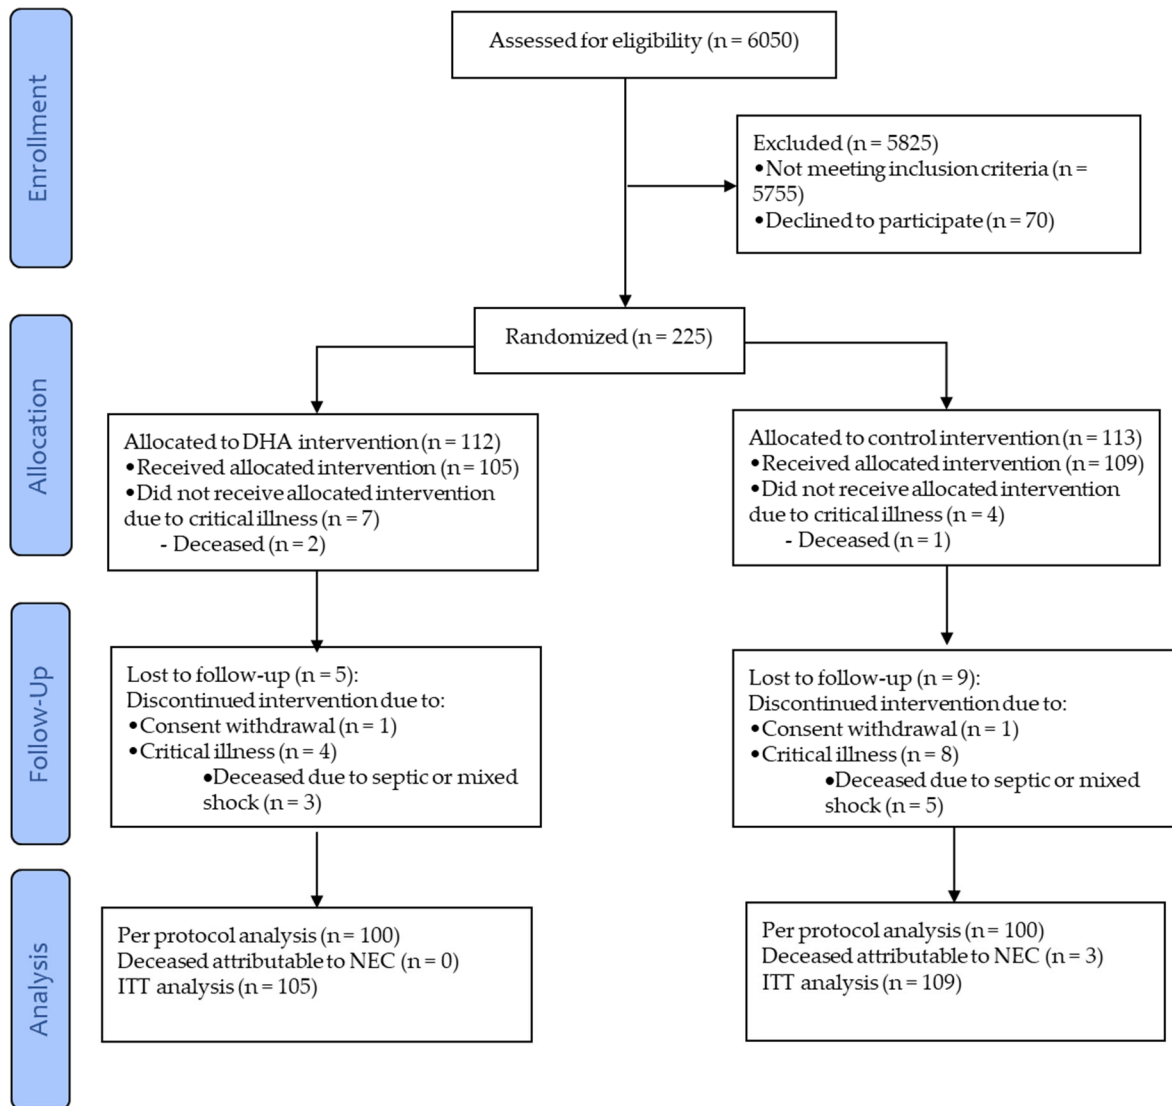 Enrollment
Assessed for eligibility (n = 6050)
Excluded (n = 5825)
•Not meeting inclusion criteria (n =
5755)
•Declined to participate (n = 70)
Randomized (n = 225)
Allocation
Allocated to DHA intervention (n = 112)
•Received allocated intervention (n = 105)
•Did not receive allocated intervention
due to critical illness (n = 7)
- Deceased (n = 2)
Allocated to control intervention (n = 113)
•Received allocated intervention (n = 109)
•Did not receive allocated intervention
due to critical illness (n = 4)
- Deceased (n = 1)
Follow-Up
Lost to follow-up (n = 5):
Discontinued intervention due to:
•Consent withdrawal (n = 1)
•Critical illness (n = 4)
•Deceased due to septic or mixed
shock (n = 3)
Lost to follow-up (n = 9):
Discontinued intervention due to:
•Consent withdrawal (n = 1)
•Critical illness (n = 8)
•Deceased due to septic or mixed
shock (n = 5)
Analysis
Per protocol analysis (n = 100)
Deceased attributable to NEC (n = 0)
ITT analysis (n = 105)
Per protocol analysis (n = 100)
Deceased attributable to NEC (n = 3)
ITT analysis (n = 109)